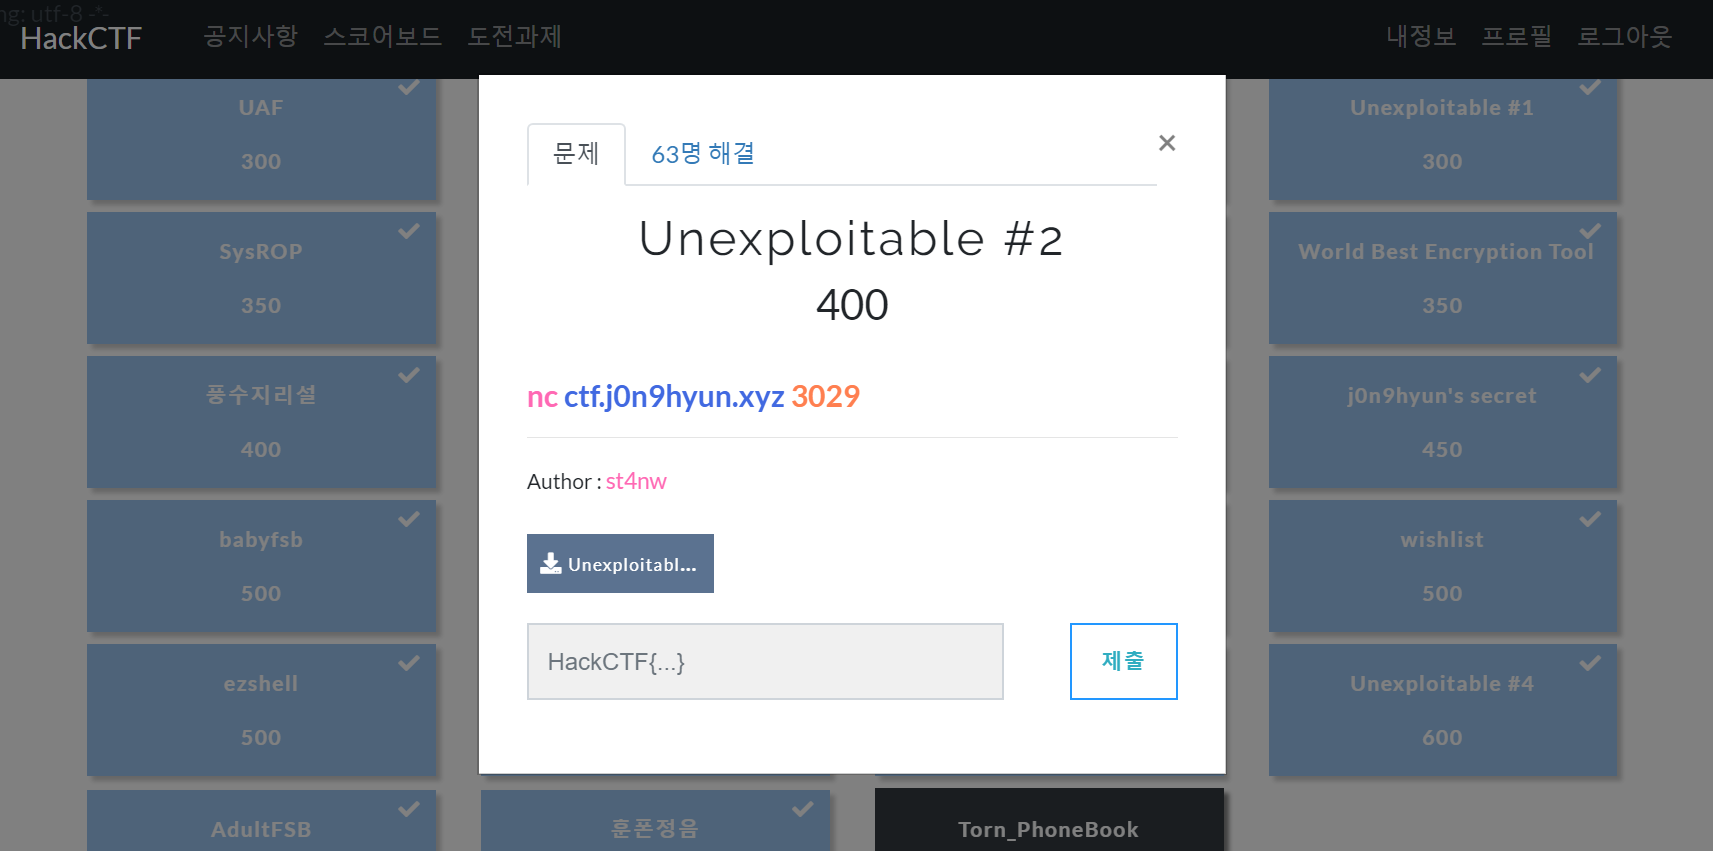 ng: utf-8 -*-
HackCTF 공지사항 스코어보드 도전과제 내정보 프로필 로그아웃
UAF
300
Unexploitable #1
300
SysROP
350
World Best Encryption Tool
350
풍수지리설
400
j0n9hyun's secret
450
babyfsb
500
wishlist
500
ezshell
500
Unexploitable #4
600
AdultFSB
훈폰정음
Torn_PhoneBook
문제 63명 해결 ×
Unexploitable #2
400
nc ctf.j0n9hyun.xyz 3029
Author : st4nw
Unexploitabl...
HackCTF{...} 제출